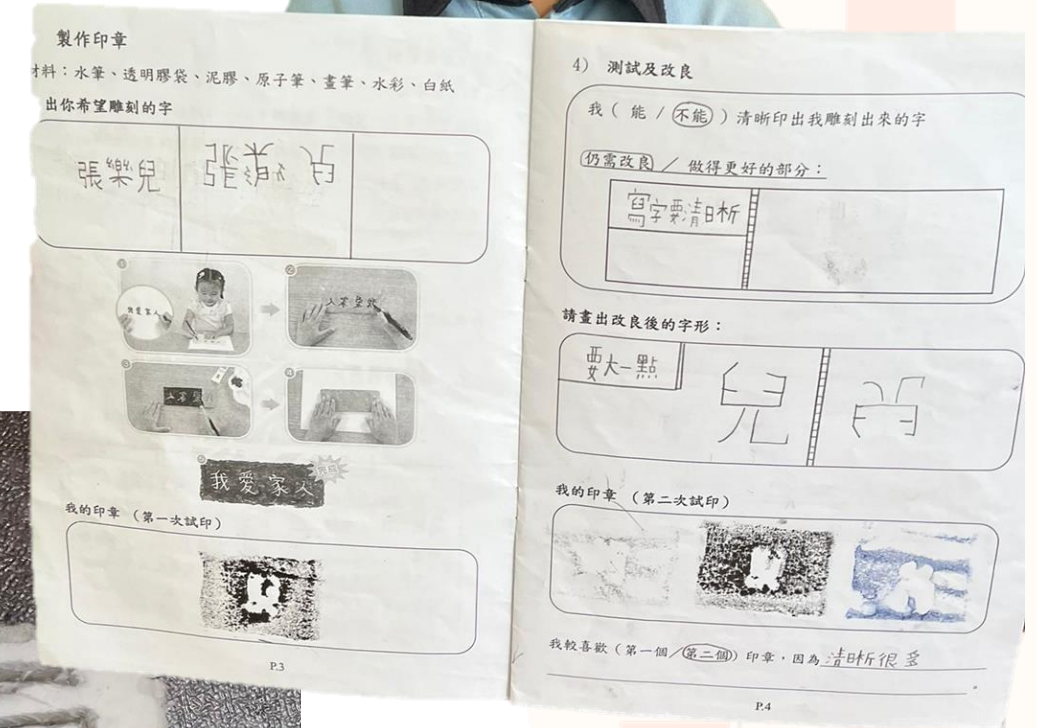 製作印章
材料：水筆、透明膠袋、泥膠、原子筆、畫筆、水彩、白紙
出你希望雕刻的字
張樂兒
①
②
我愛家人
③
④
⑤
我愛家人
我的印章 （第一次試印）
P.3
4) 測試及改良
我（ 能 / 不能 ）清晰印出我雕刻出來的字
仍需改良 / 做得更好的部分：
寫字要清晰
請畫出改良後的字形：
要大一點
兒
我的印章 （第二次試印）
我較喜歡（第一個/第二個）印章，因為清晰很多
P.4